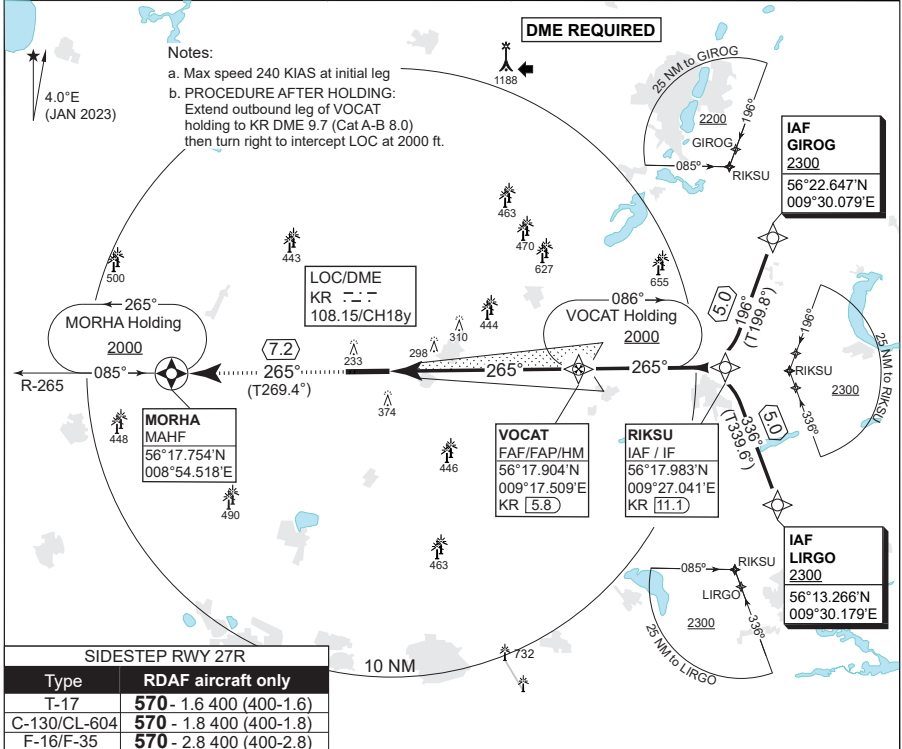 DME REQUIRED
Notes:
a. Max speed 240 KIAS at initial leg
b. PROCEDURE AFTER HOLDING:
Extend outbound leg of VOCAT
holding to KR DME 9.7 (Cat A-B 8.0)
then turn right to intercept LOC at 2000 ft.
4.0°E
(JAN 2023)
1188
25 NM to GIROG
2200
196°
GIROG
085º
RIKSU
IAF
GIROG
2300
56°22.647'N
009°30.079'E
463
470
627
655
443
500
LOC/DME
KR
108.15/CH18y
444
310
298
233
374
265°
MORHA Holding
2000
085°
R-265
7.2
265°
(T269.4°)
265°
086°
VOCAT Holding
2000
265°
5.0
196°
(T199.8°)
5.0
336°
(T339.6°)
25 NM to RIKSU
RIKSU
2300
196°
336°
MORHA
MAHF
56°17.754'N
008°54.518'E
VOCAT
FAF/FAP/HM
56°17.904'N
009°17.509'E
KR 5.8
RIKSU
IAF / IF
56°17.983'N
009°27.041'E
KR 11.1
448
490
446
463
732
10 NM
IAF
LIRGO
2300
56°13.266'N
009°30.179'E
085º
RIKSU
LIRGO
2300
336°
25 NM to LIRGO
SIDESTEP RWY 27R
Type RDAF aircraft only
T-17 570 - 1.6 400 (400-1.6)
C-130/CL-604 570 - 1.8 400 (400-1.8)
F-16/F-35 570 - 2.8 400 (400-2.8)